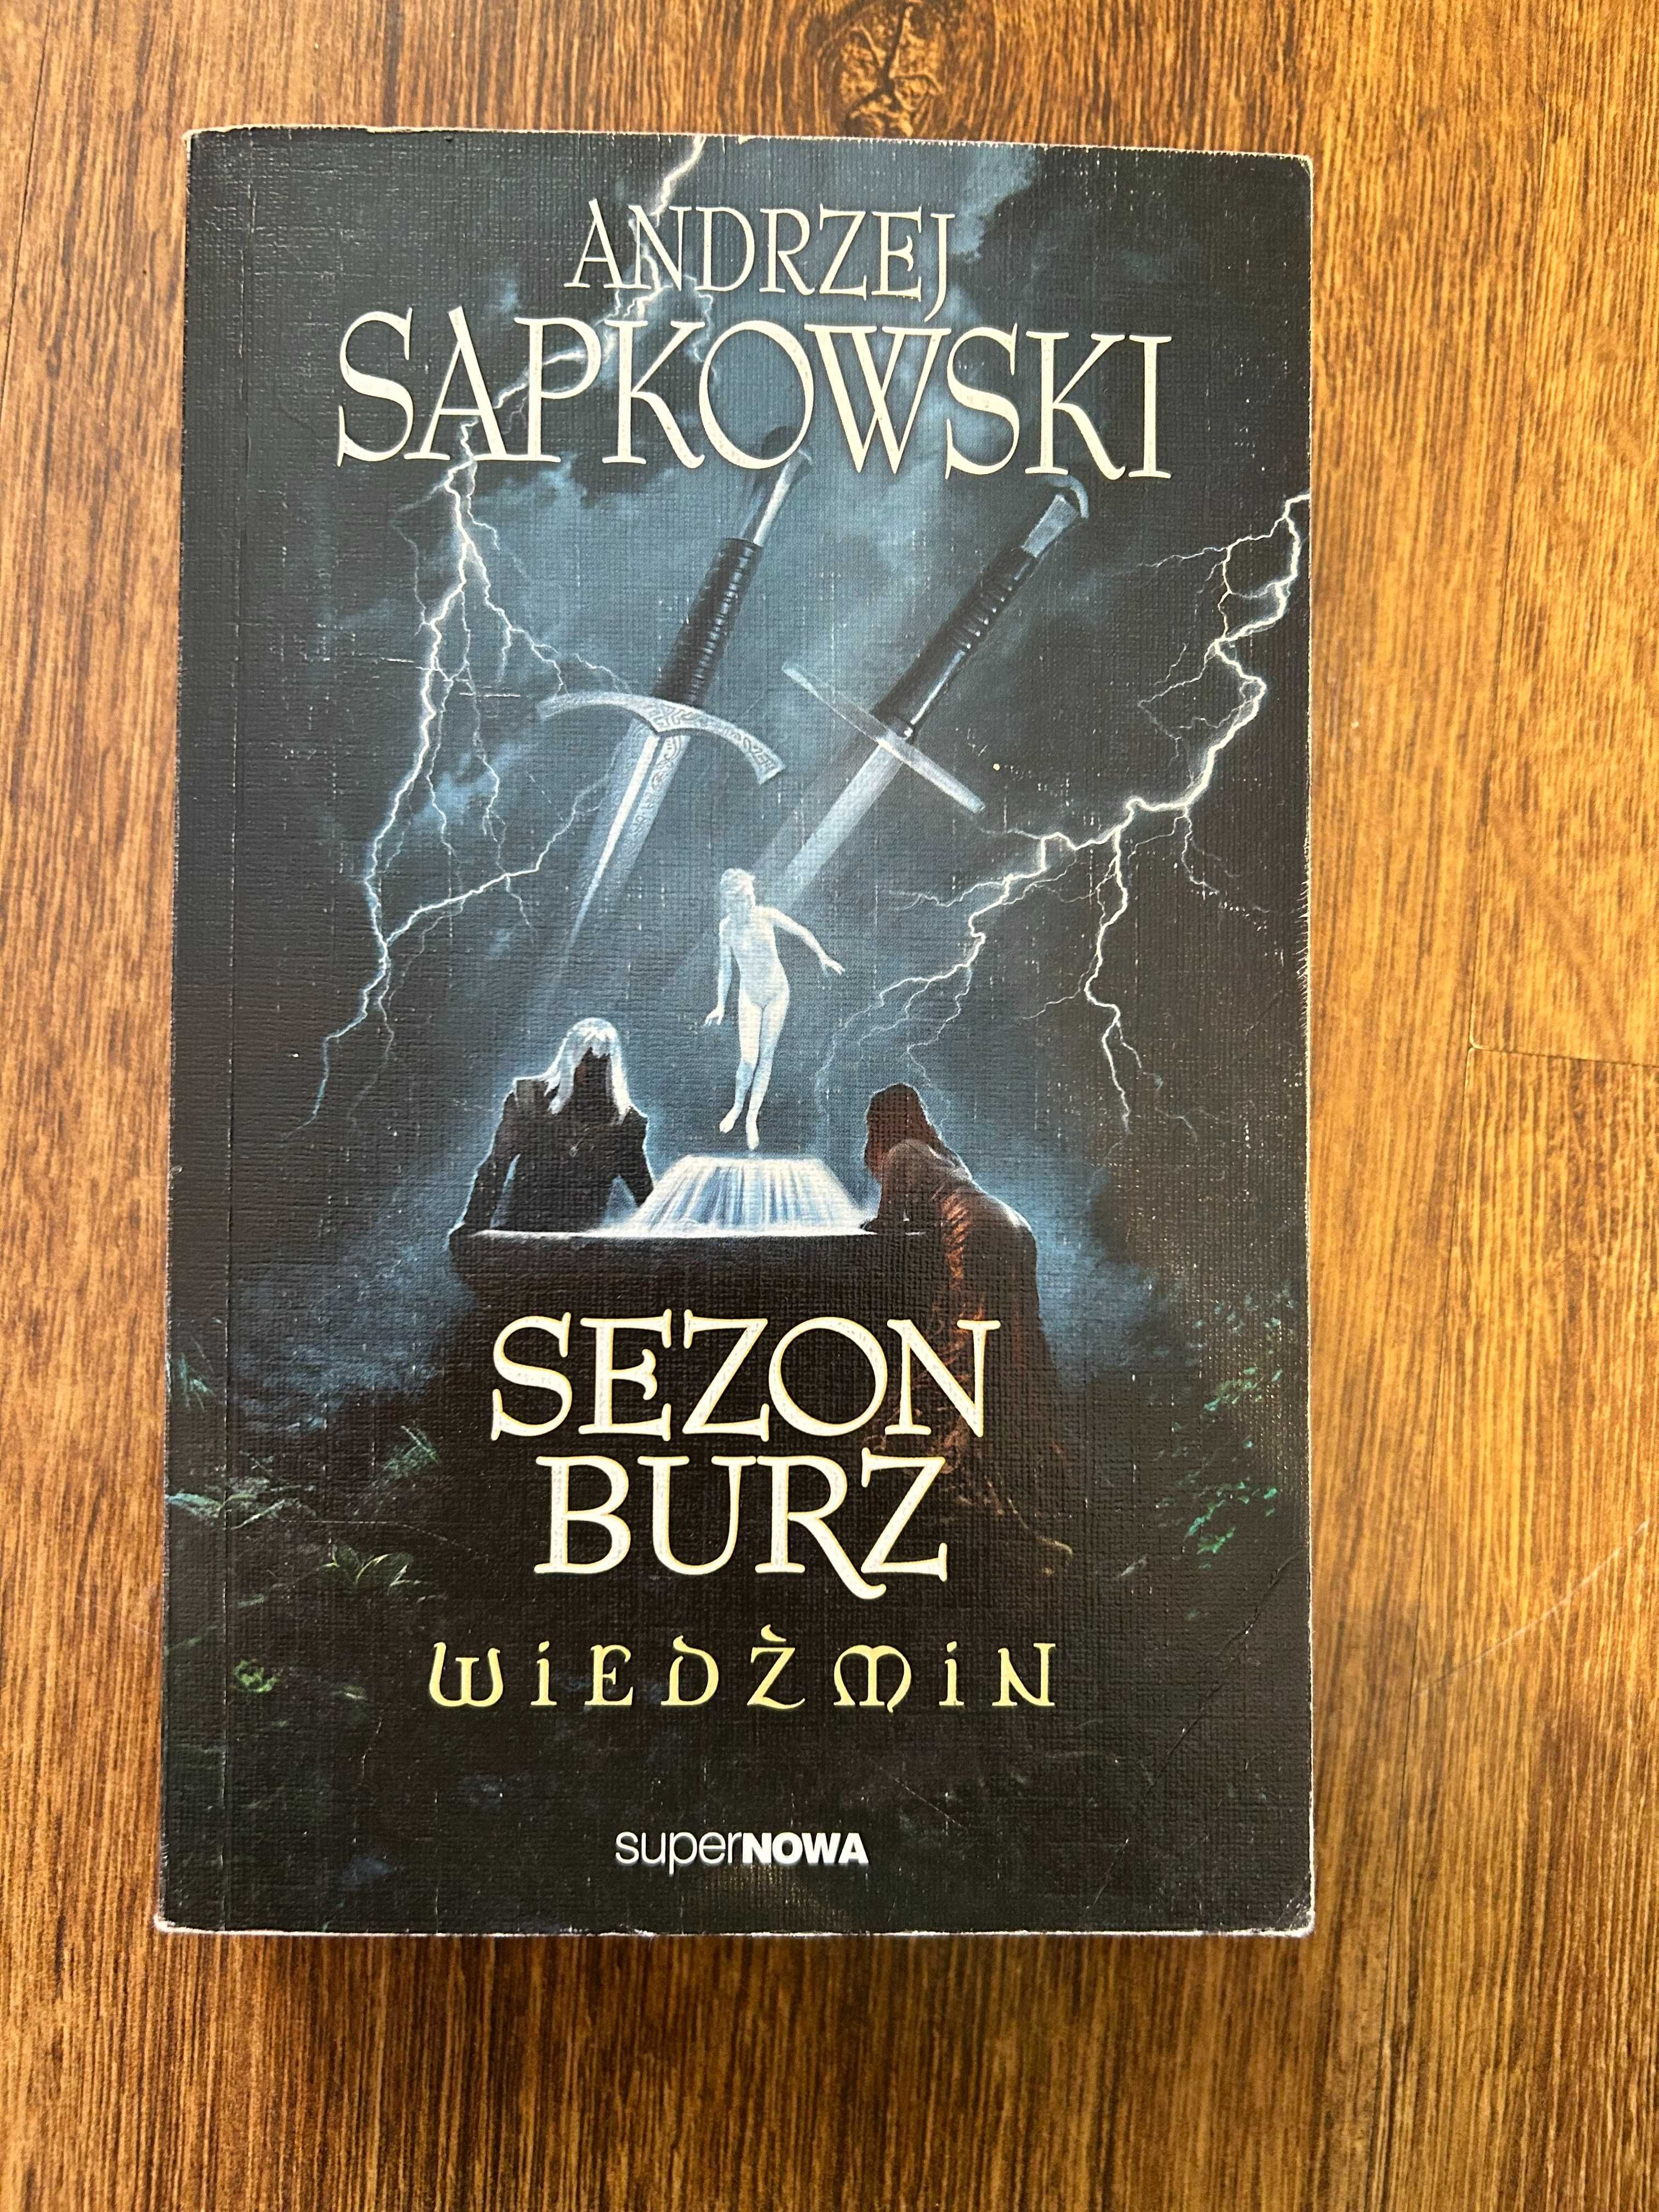 ANDRZEJ
SAPKOWSKI
SEZON
BURZ
WIEDŹMIN
superNOWA